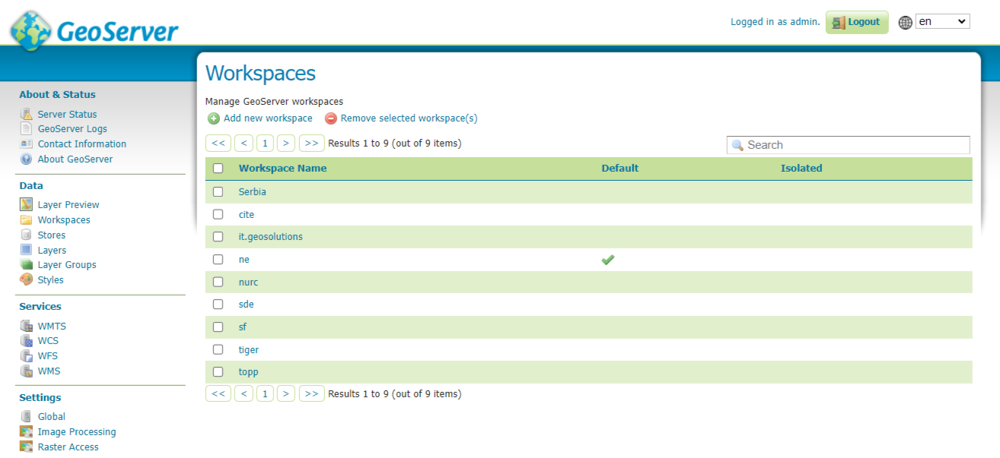 GeoServer
Logged in as admin. Logout en
About & Status
Server Status
GeoServer Logs
Contact Information
About GeoServer
Data
Layer Preview
Workspaces
Stores
Layers
Layer Groups
Styles
Services
WMTS
WCS
WFS
WMS
Settings
Global
Image Processing
Raster Access
Workspaces
Manage GeoServer workspaces
Add new workspace Remove selected workspace(s)
<< < 1 > >> Results 1 to 9 (out of 9 items) Search
Workspace Name Default Isolated
Serbia
cite
it.geosolutions
ne
nurc
sde
sf
tiger
topp
<< < 1 > >> Results 1 to 9 (out of 9 items)